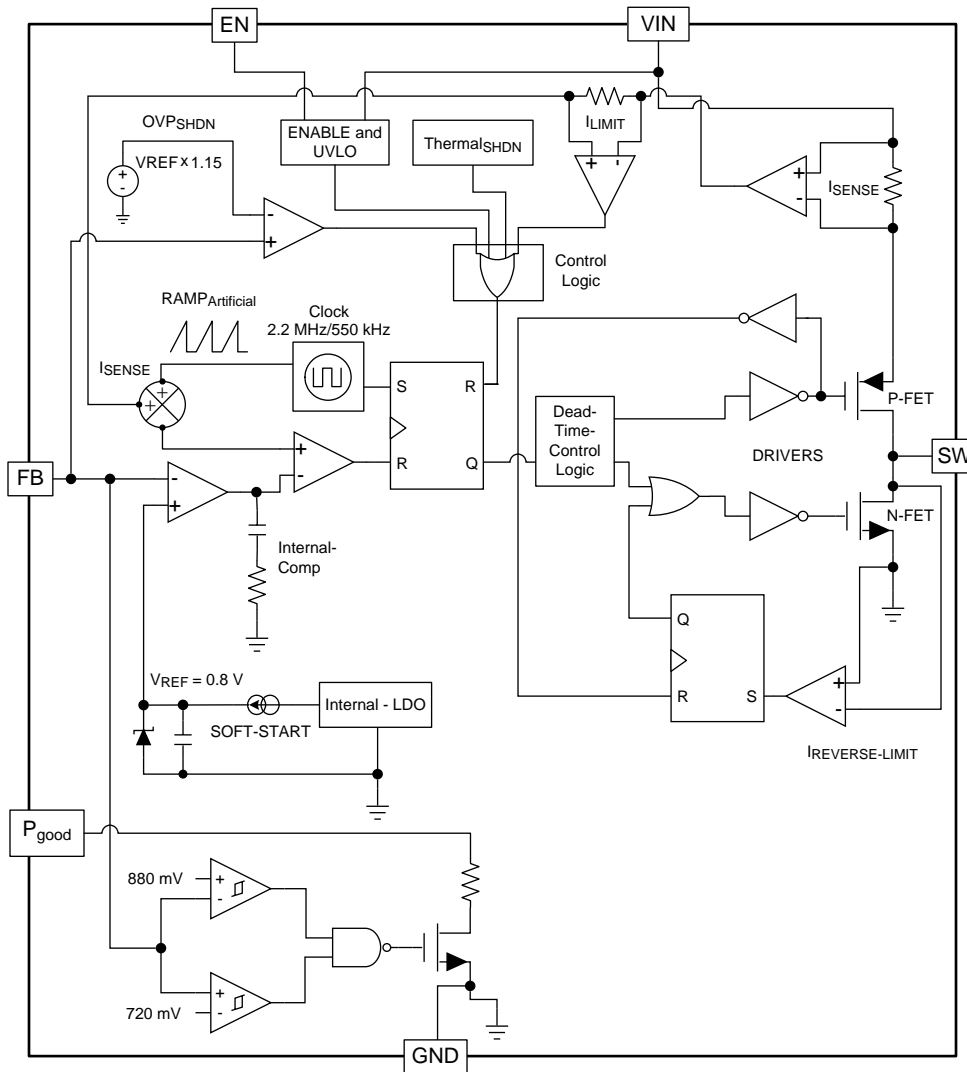 EN
VIN
OVPSHDN
VREF x 1.15
+
-
ENABLE and
UVLO
ThermalSHDN
ILIMIT
+ -
+
-
ISENSE
-
+
Control
Logic
RAMPArtificial
Clock
2.2 MHz/550 kHz
ISENSE
+
+
S
R
R
Q
Dead-
Time-
Control
Logic
P-FET
DRIVERS
SW
FB
-
+
+
-
N-FET
Internal-
Comp
Q
R
S
+
-
IREVERSE-LIMIT
VREF = 0.8 V
SOFT-START
Internal - LDO
Pgood
880 mV
+
-
720 mV
+
-
GND